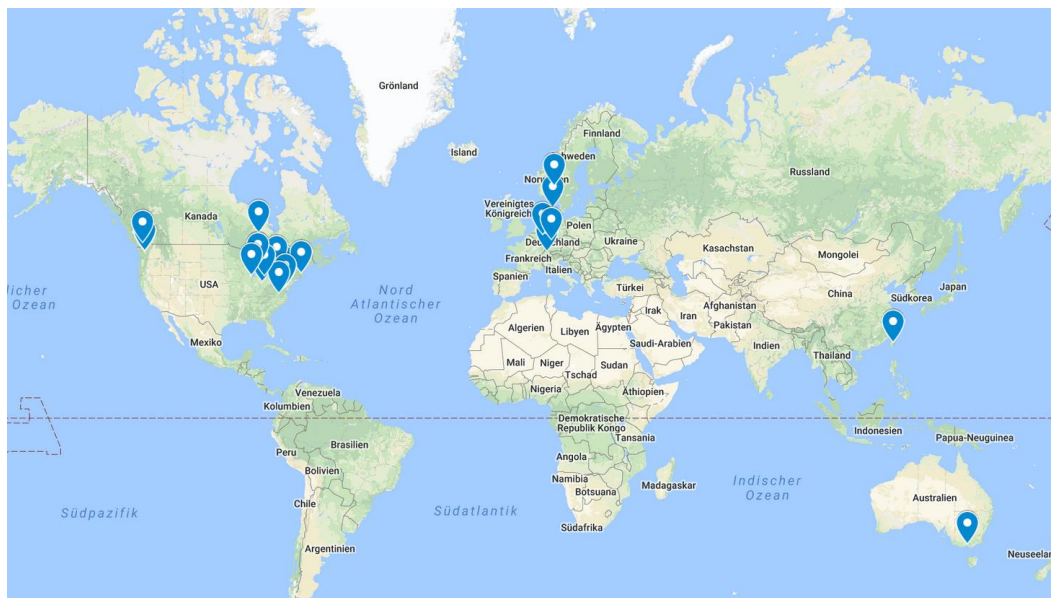 Grönland
Island
Finnland
Schweden
Norwegen
Russland
Kanada
Vereinigtes
Königreich
Polen
Deutschland
Ukraine
Frankreich
Kasachstan
Mongolei
Italien
Spanien
USA
licher
Ozean
Nord
Atlantischer
Ozean
Türkei
China
Südkorea
Japan
Afghanistan
Irak
Iran
Pakistan
Algerien
Libyen
Ägypten
Mexiko
Saudi-Arabien
Indien
Thailand
Mali
Niger
Sudan
Tschad
Nigeria
Äthiopien
Venezuela
Kolumbien
Demokratische
Republik Kongo
Indonesien
Tansania
Papua-Neuguinea
Brasilien
Peru
Angola
Bolivien
Namibia
Botsuana
Madagaskar
Indischer
Ozean
Australien
Chile
Südpazifik
Südatlantik
Südafrika
Argentinien
Neuseelan